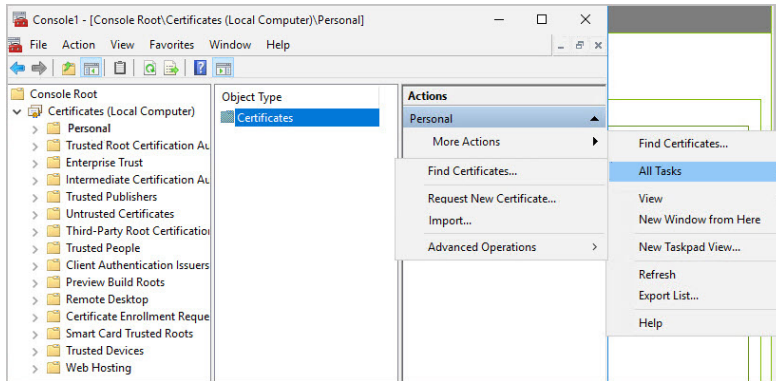 Console1 - [Console Root\Certificates (Local Computer)\Personal]
File Action View Favorites Window Help
Console Root
Certificates (Local Computer)
Personal
Trusted Root Certification Au
Enterprise Trust
Intermediate Certification Au
Trusted Publishers
Untrusted Certificates
Third-Party Root Certification
Trusted People
Client Authentication Issuers
Preview Build Roots
Remote Desktop
Certificate Enrollment Reque
Smart Card Trusted Roots
Trusted Devices
Web Hosting
Object Type
Certificates
Actions
Personal
More Actions
Find Certificates...
Request New Certificate...
Import...
Advanced Operations
Find Certificates...
All Tasks
View
New Window from Here
New Taskpad View...
Refresh
Export List...
Help